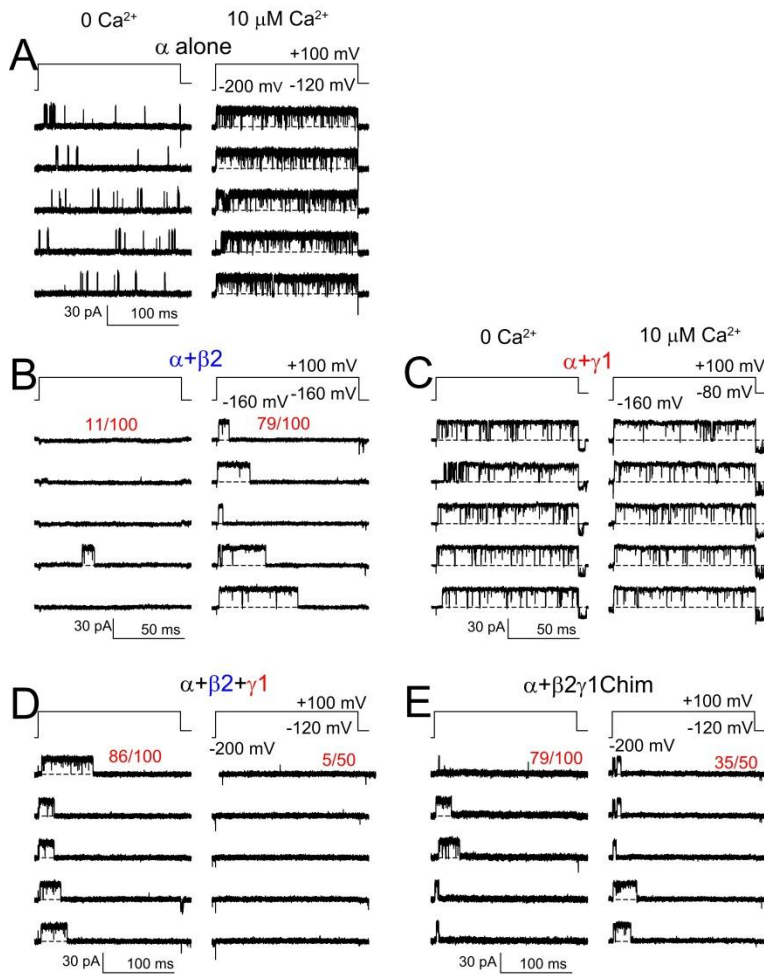 0 Ca²⁺ 10 μM Ca²⁺
A α alone +100 mV
-200 mV -120 mV
30 pA 100 ms
0 Ca²⁺ 10 μM Ca²⁺
B α+β2 +100 mV
-160 mV -160 mV
11/100 79/100
30 pA 50 ms
C α+γ1 +100 mV
-160 mV -80 mV
30 pA 50 ms
D α+β2+γ1 +100 mV
-120 mV
-200 mV
86/100 5/50
30 pA 100 ms
E α+β2γ1Chim +100 mV
-120 mV
-200 mV
79/100 35/50
30 pA 100 ms